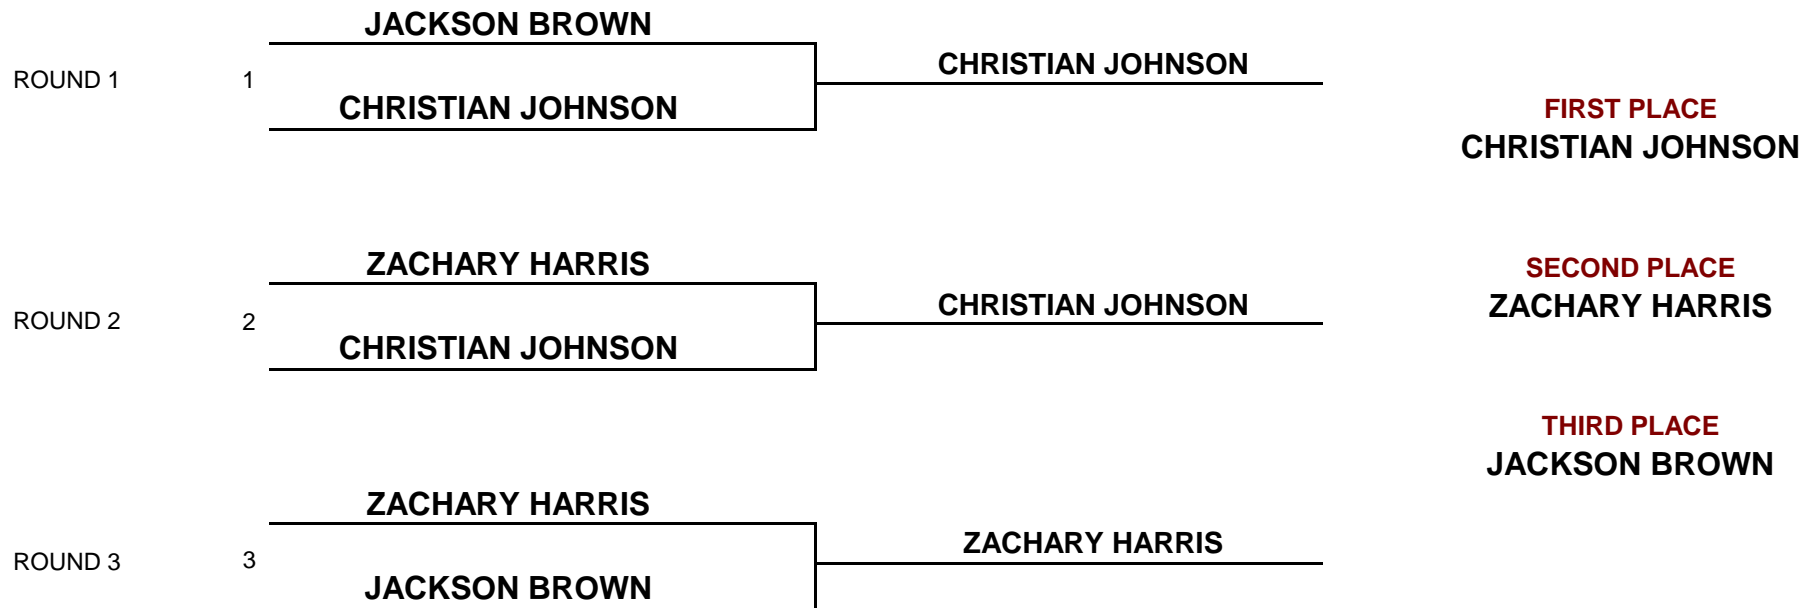 JACKSON BROWN
ROUND 1 1 CHRISTIAN JOHNSON
CHRISTIAN JOHNSON
FIRST PLACE
CHRISTIAN JOHNSON
ZACHARY HARRIS
ROUND 2 2 CHRISTIAN JOHNSON
CHRISTIAN JOHNSON
SECOND PLACE
ZACHARY HARRIS
THIRD PLACE
JACKSON BROWN
ZACHARY HARRIS
ROUND 3 3 ZACHARY HARRIS
JACKSON BROWN